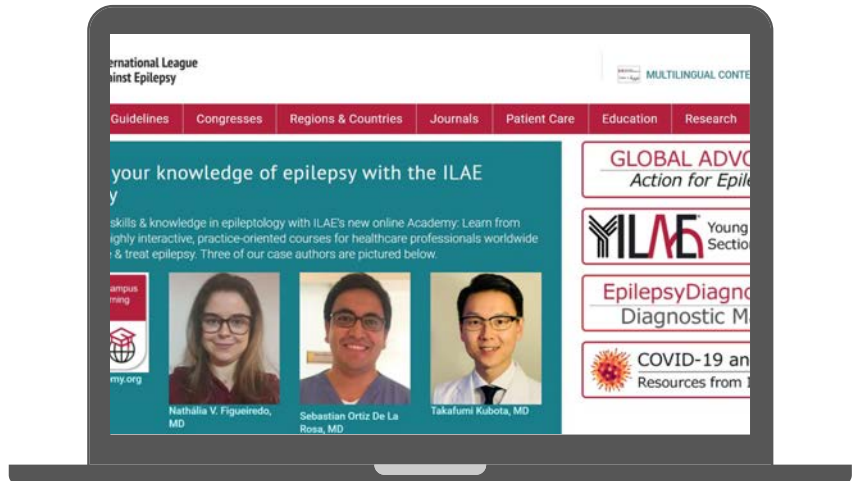 ernational League
ainst Epilepsy
MULTILINGUAL CONTE
Guidelines
Congresses
Regions & Countries
Journals
Patient Care
Education
Research
your knowledge of epilepsy with the ILAE
y
skills & knowledge in epileptology with ILAE's new online Academy: Learn from
ighly interactive, practice-oriented courses for healthcare professionals worldwide
e & treat epilepsy. Three of our case authors are pictured below.
ampus
rning
my.org
Nathália V. Figueiredo,
MD
Sebastian Ortiz De La
Rosa, MD
Takafumi Kubota, MD
GLOBAL ADVO
Action for Epile
YILAE
Young
Sectio
EpilepsyDiagno
Diagnostic M
COVID-19 an
Resources from I